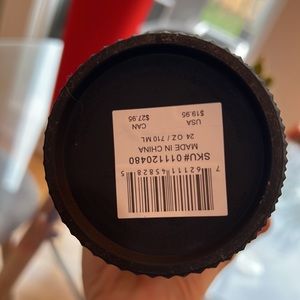 SKU#011120480
MADE IN CHINA
24 OZ / 710 ML
USA CAN
$19.95 $27.95
7 62111 45828 5